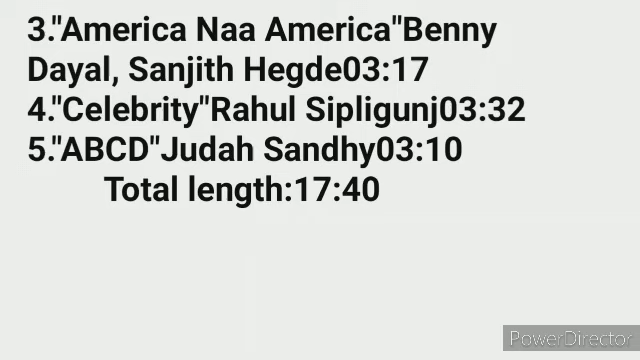 3."America Naa America"Benny
Dayal, Sanjith Hegde03:17
4."Celebrity"Rahul Sipligunj03:32
5."ABCD"Judah Sandhy03:10
Total length:17:40
PowerDirector